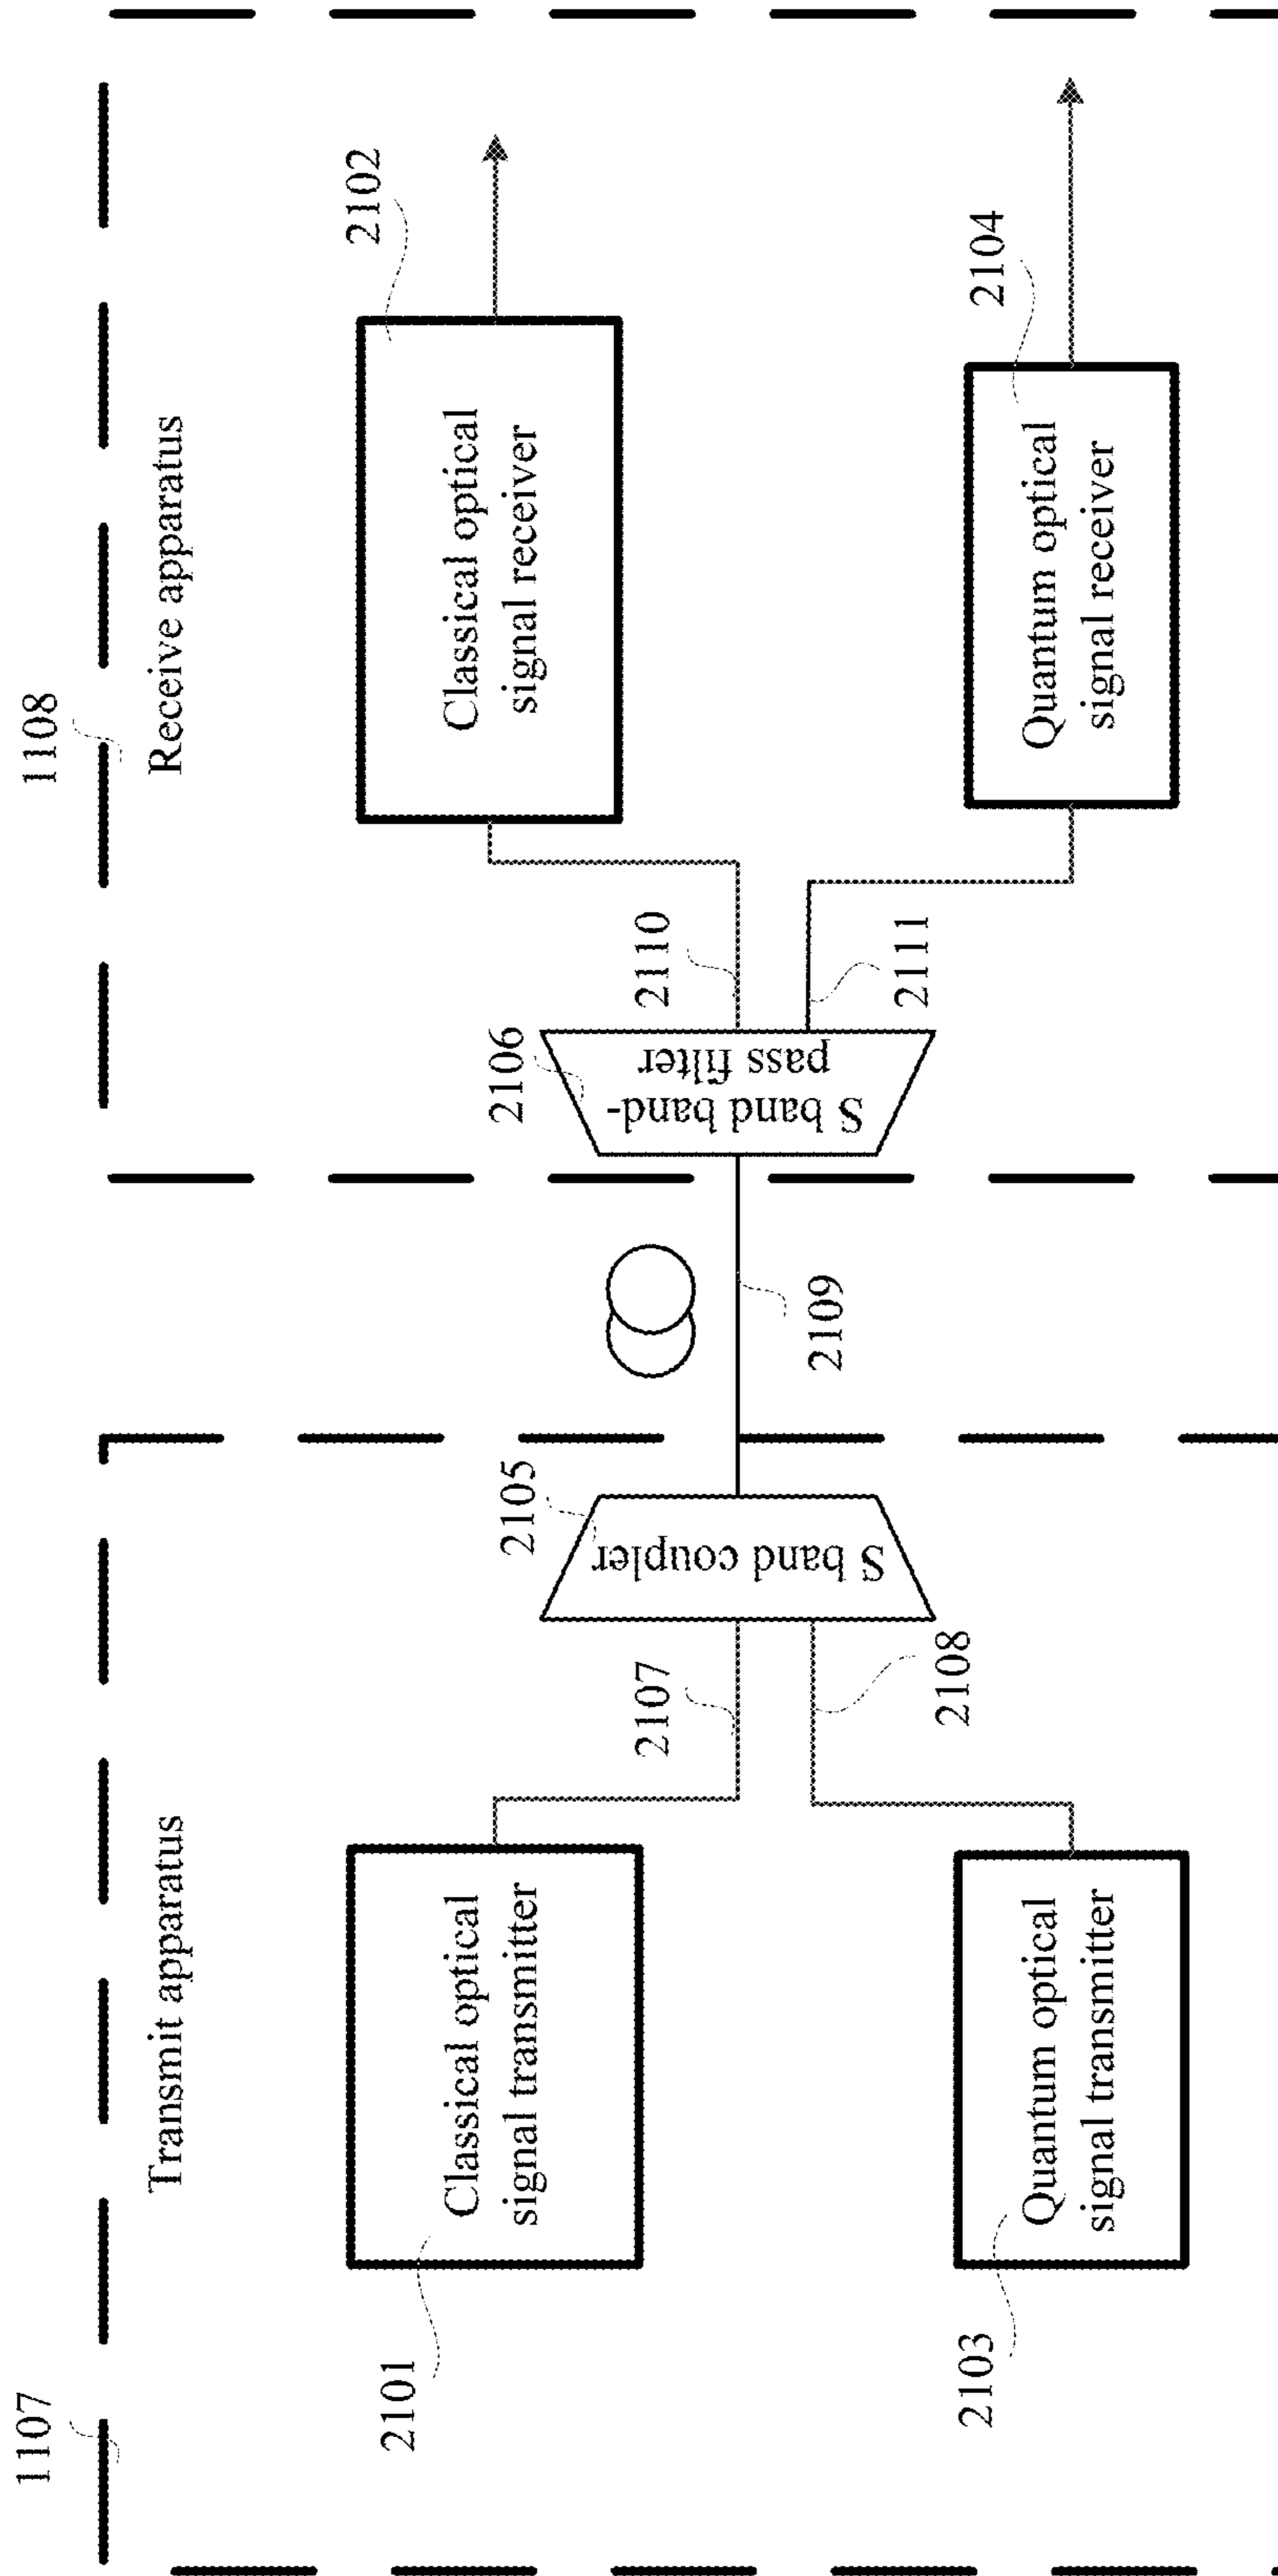 1107
Transmit apparatus
2101
Classical optical
signal transmitter
2103
Quantum optical
signal transmitter
2107
2108
2105
S band coupler
2109
1108
Receive apparatus
2106
S band band-
pass filter
2110
2111
2102
Classical optical
signal receiver
2104
Quantum optical
signal receiver